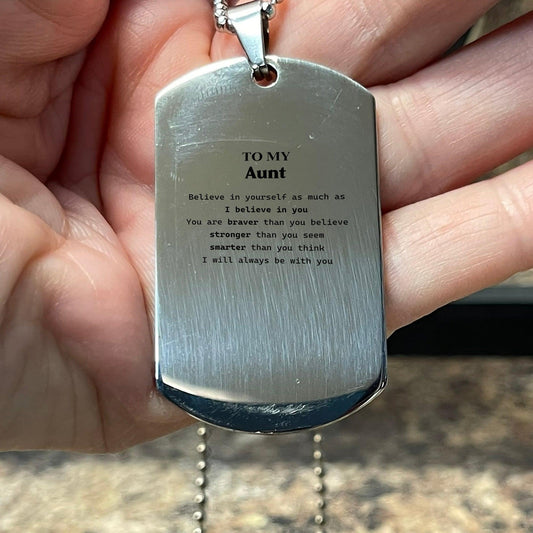 TO MY
Aunt
Believe in yourself as much as
I believe in you
You are braver than you believe
stronger than you seem
smarter than you think
I will always be with you